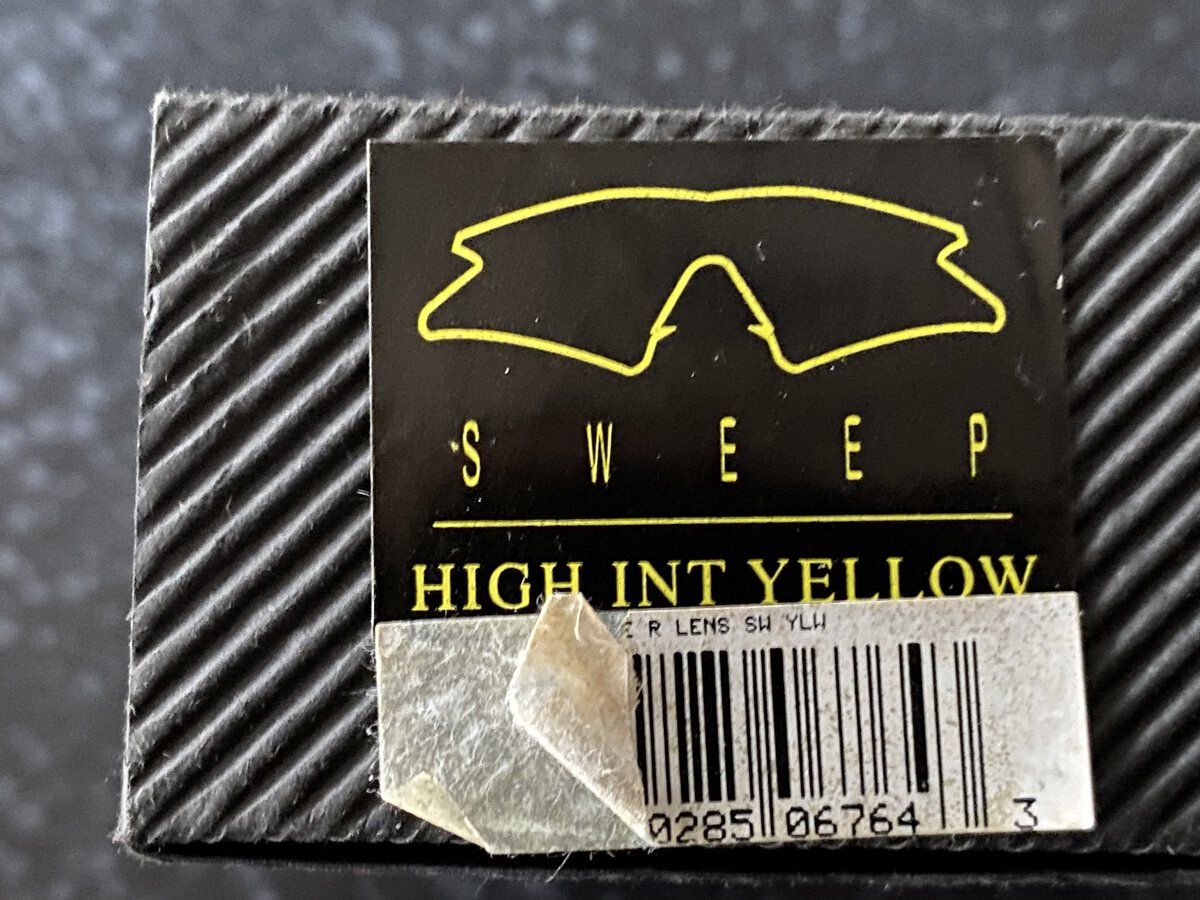 SWEEP
HIGH INT YELLOW
R LENS SW YLW
0285 06764 3